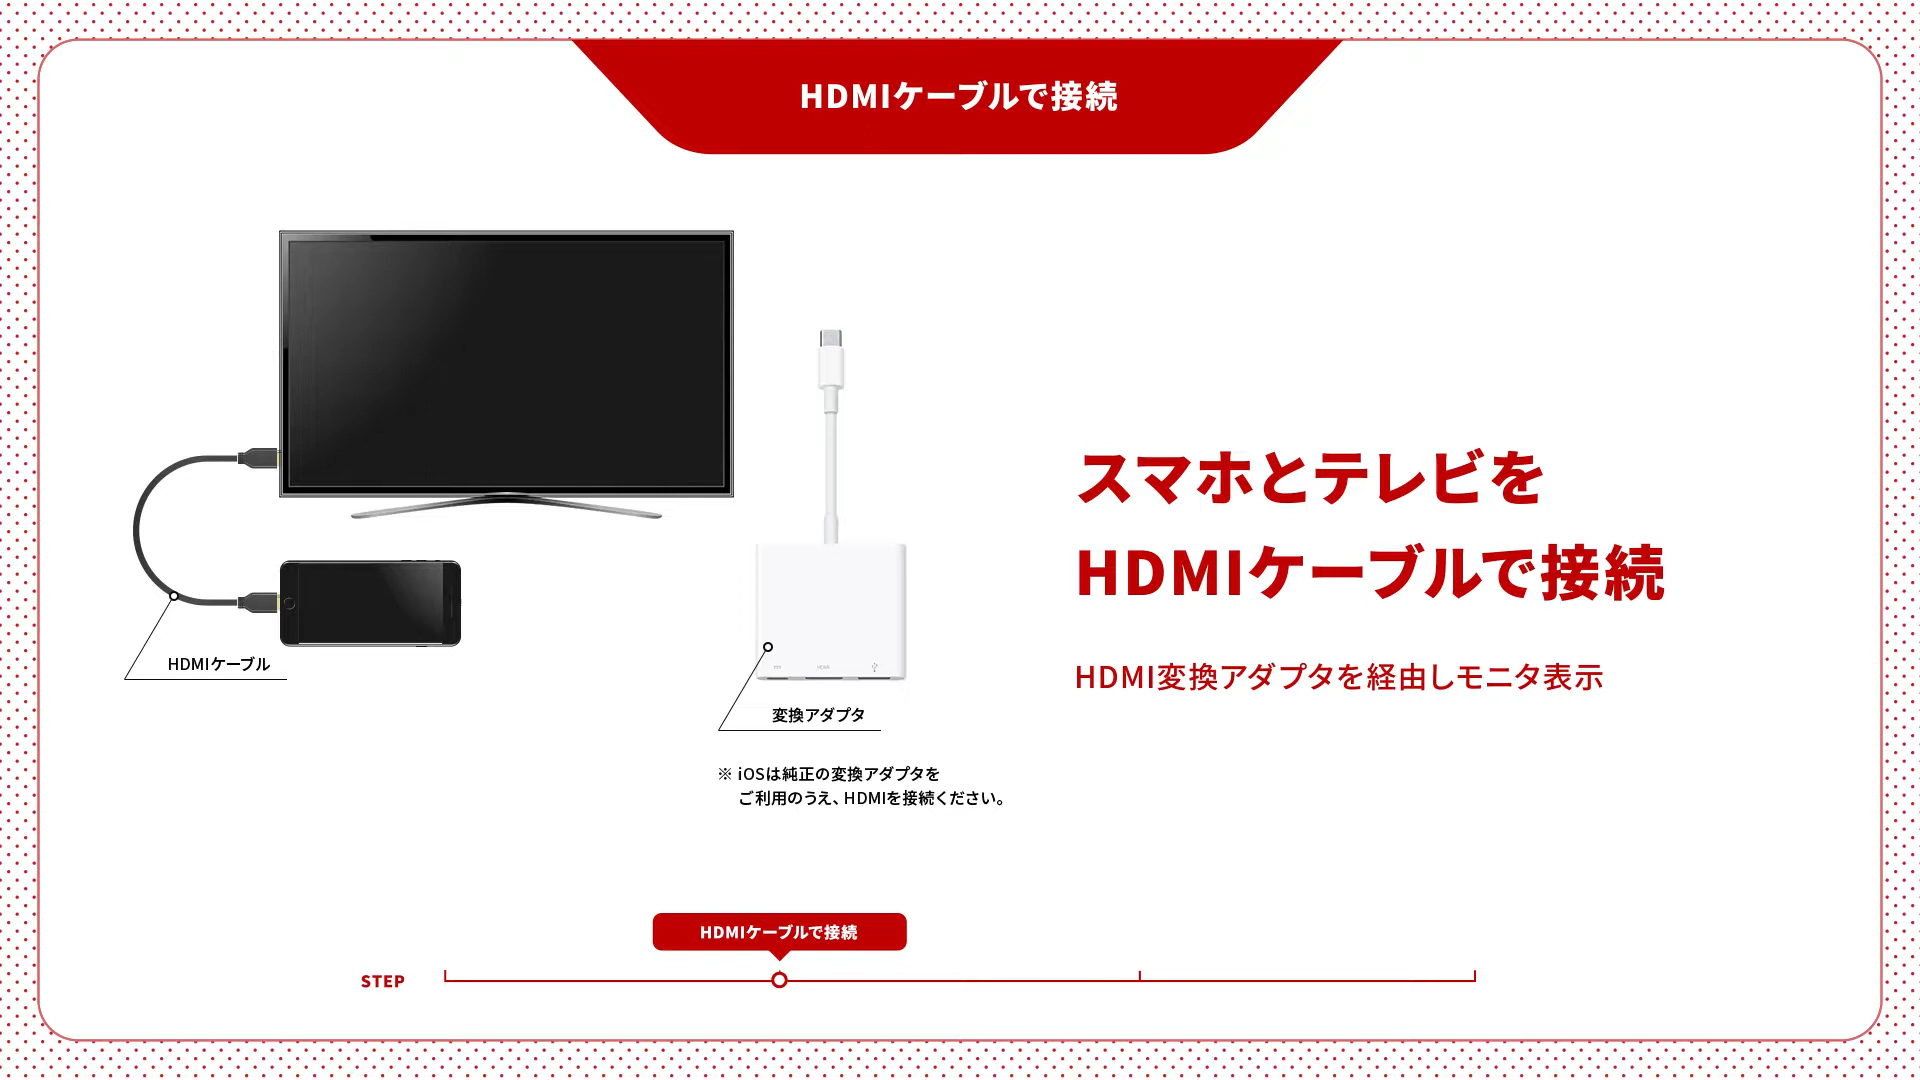 HDMIケーブルで接続
スマホとテレビを
HDMIケーブルで接続
HDMI変換アダプタを経由しモニタ表示
HDMIケーブル
HDMI
変換アダプタ
※ iOSは純正の変換アダプタを
ご利用のうえ、HDMIを接続ください。
HDMIケーブルで接続
STEP